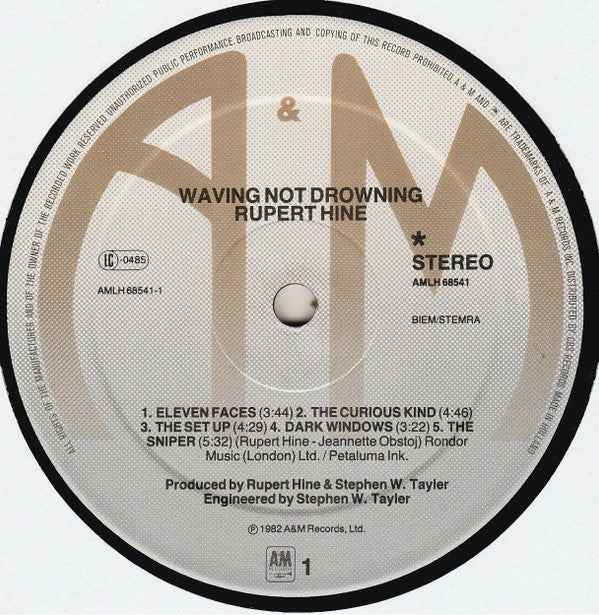 ALL RIGHTS OF THE MANUFACTURER AND OF THE OWNER OF THE RECORDED WORK RESERVED UNAUTHORIZED PUBLIC PERFORMANCE, BROADCASTING AND COPYING OF THIS RECORD PROHIBITED. A & M AND ARE TRADEMARKS OF A & M RECORDS INC. DISTRIBUTED BY CBS RECORDS MADE IN HOLLAND
A & M
WAVING NOT DROWNING
RUPERT HINE
LC-0485
AMLH 68541-1
*
STEREO
AMLH 68541
BIEM/STEMRA
1. ELEVEN FACES (3:44) 2. THE CURIOUS KIND (4:46)
3. THE SET UP (4:29) 4. DARK WINDOWS (3:22) 5. THE
SNIPER (5:32) (Rupert Hine - Jeannette Obstoj) Rondor
Music (London) Ltd. / Petaluma Ink.
Produced by Rupert Hine & Stephen W. Tayler
Engineered by Stephen W. Tayler
℗ 1982 A&M Records, Ltd.
AM
RECORDS
1